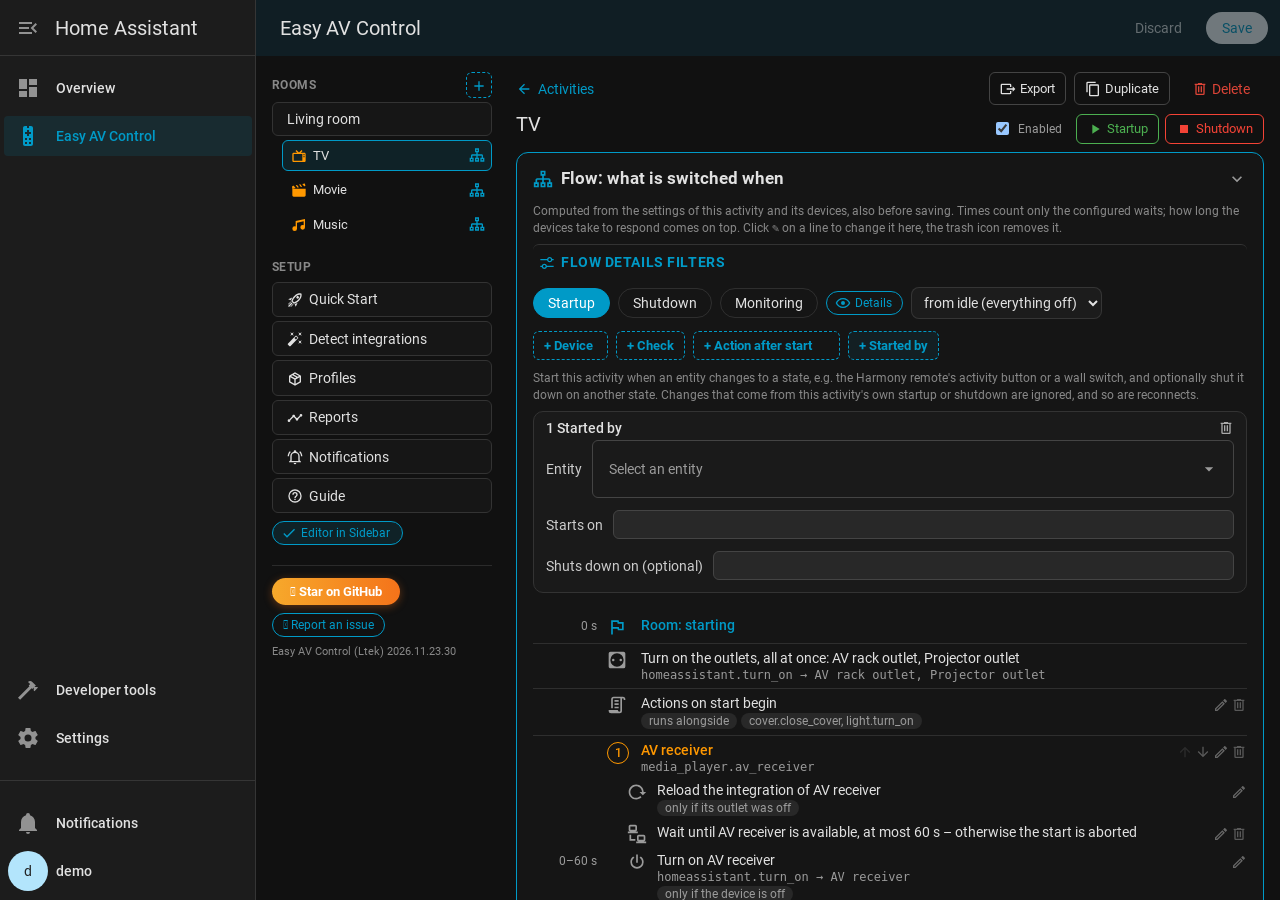 Home Assistant
Easy AV Control
Discard
Save
Overview
Easy AV Control
Developer tools
Settings
Notifications
d
demo
ROOMS
+
Living room
TV
Movie
Music
SETUP
Quick Start
Detect integrations
Profiles
Reports
Notifications
Guide
Editor in Sidebar
Star on GitHub
Report an issue
Easy AV Control (Ltek) 2026.11.23.30
Activities
Export
Duplicate
Delete
TV
Enabled
Startup
Shutdown
Flow: what is switched when
Computed from the settings of this activity and its devices, also before saving. Times count only the configured waits; how long the
devices take to respond comes on top. Click ✎ on a line to change it here, the trash icon removes it.
FLOW DETAILS FILTERS
Startup
Shutdown
Monitoring
Details
from idle (everything off)
+ Device
+ Check
+ Action after start
+ Started by
Start this activity when an entity changes to a state, e.g. the Harmony remote's activity button or a wall switch, and optionally shut it
down on another state. Changes that come from this activity's own startup or shutdown are ignored, and so are reconnects.
1 Started by
Entity
Select an entity
Starts on
Shuts down on (optional)
0 s
Room: starting
Turn on the outlets, all at once: AV rack outlet, Projector outlet
homeassistant.turn_on → AV rack outlet, Projector outlet
Actions on start begin
runs alongside
cover.close_cover, light.turn_on
1
AV receiver
media_player.av_receiver
Reload the integration of AV receiver
only if its outlet was off
Wait until AV receiver is available, at most 60 s – otherwise the start is aborted
0–60 s
Turn on AV receiver
homeassistant.turn_on → AV receiver
only if the device is off